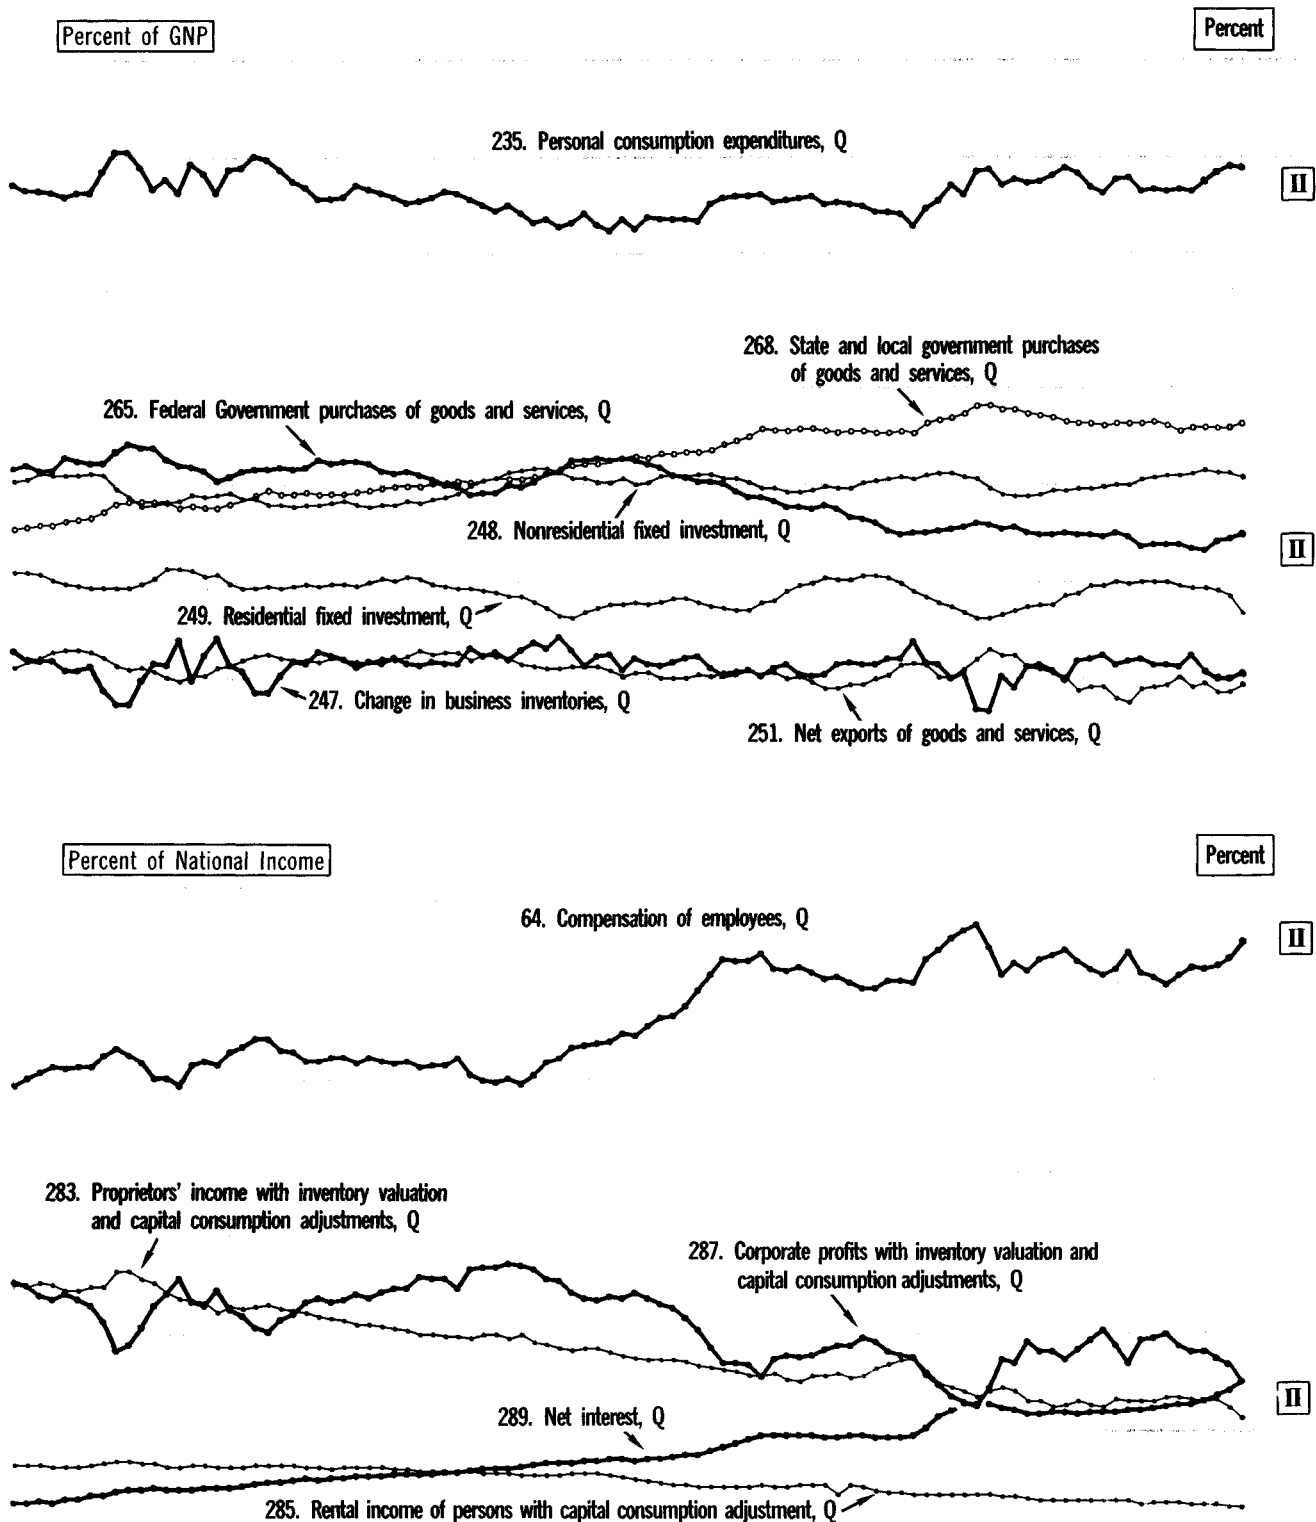 Percent of GNP
Percent
235. Personal consumption expenditures, Q
II
268. State and local government purchases
of goods and services, Q
265. Federal Government purchases of goods and services, Q
248. Nonresidential fixed investment, Q
II
249. Residential fixed investment, Q
247. Change in business inventories, Q
251. Net exports of goods and services, Q
Percent of National Income
Percent
64. Compensation of employees, Q
II
283. Proprietors' income with inventory valuation
and capital consumption adjustments, Q
287. Corporate profits with inventory valuation and
capital consumption adjustments, Q
II
289. Net interest, Q
285. Rental income of persons with capital consumption adjustment, Q